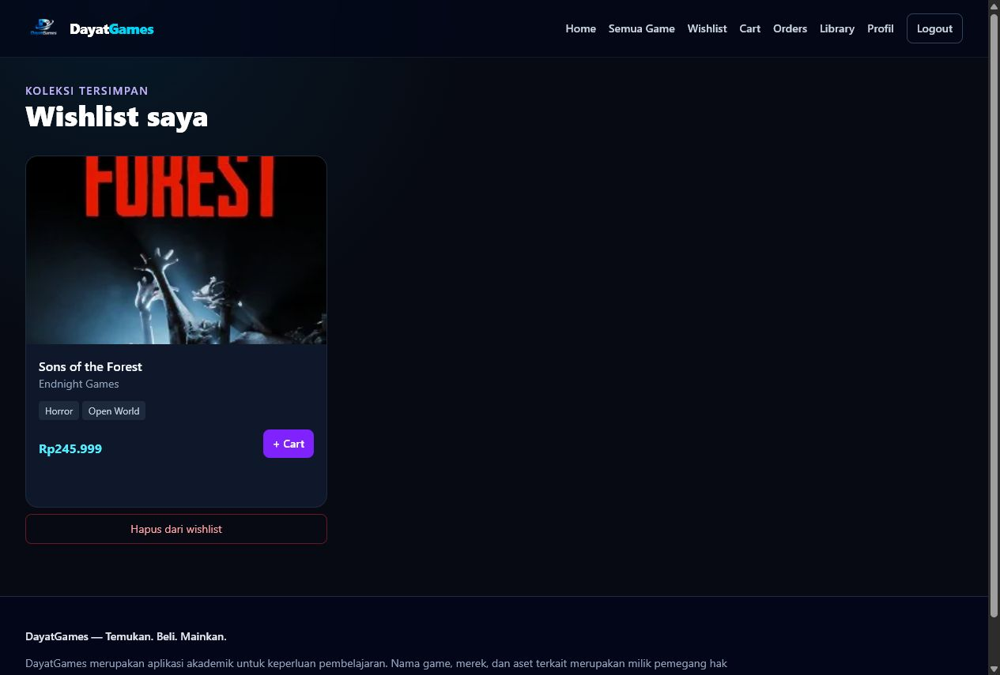 DayatGames
DayatGames
Home
Semua Game
Wishlist
Cart
Orders
Library
Profil
Logout
KOLEKSI TERSIMPAN
Wishlist saya
FOREST
Sons of the Forest
Endnight Games
Horror
Open World
Rp245.999
+ Cart
Hapus dari wishlist
DayatGames — Temukan. Beli. Mainkan.
DayatGames merupakan aplikasi akademik untuk keperluan pembelajaran. Nama game, merek, dan aset terkait merupakan milik pemegang hak